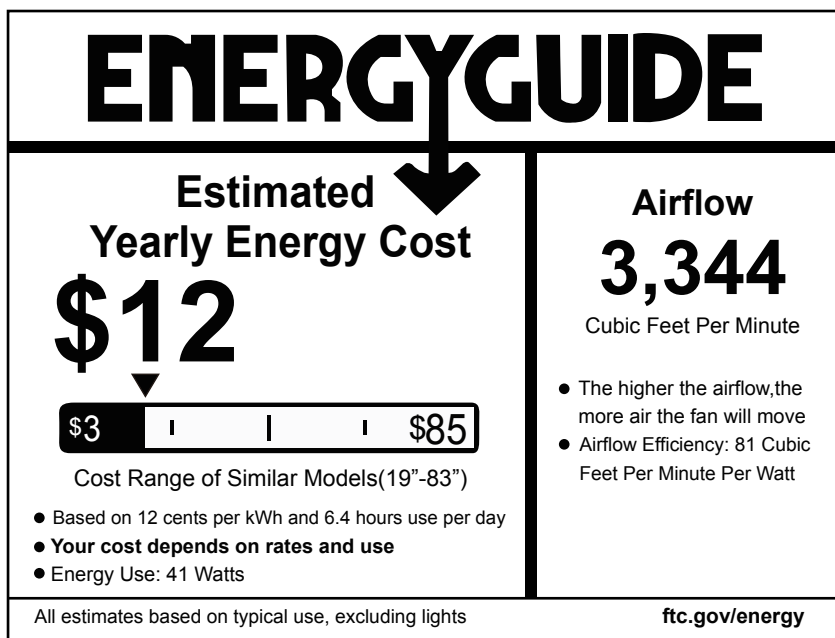 ENERGYGUIDE
Estimated
Yearly Energy Cost
$12
$3
$85
Cost Range of Similar Models(19”-83”)
● Based on 12 cents per kWh and 6.4 hours use per day
● Your cost depends on rates and use
● Energy Use: 41 Watts
Airflow
3,344
Cubic Feet Per Minute
● The higher the airflow,the
more air the fan will move
● Airflow Efficiency: 81 Cubic
Feet Per Minute Per Watt
All estimates based on typical use, excluding lights
ftc.gov/energy